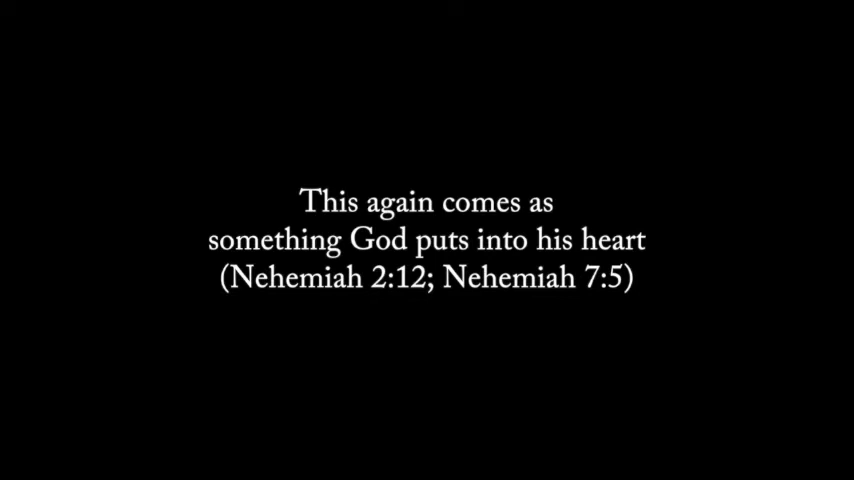 This again comes as
something God puts into his heart
(Nehemiah 2:12; Nehemiah 7:5)